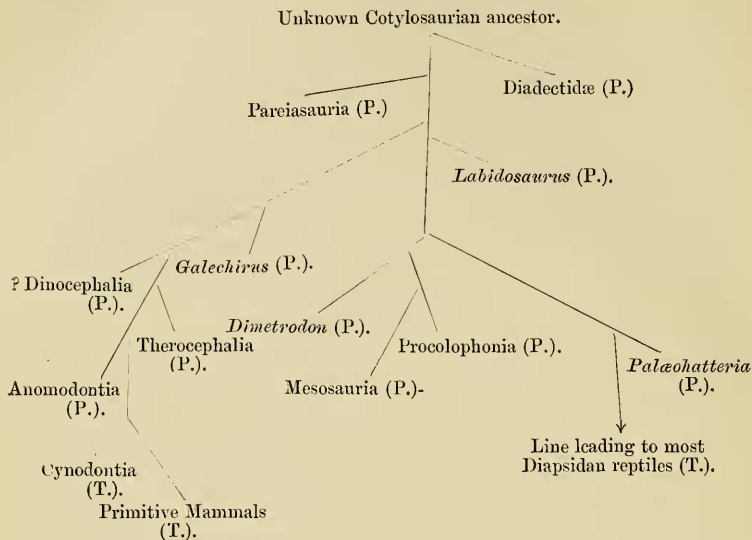 Unknown Cotylosaurian ancestor.
Pareiasauria (P.)
Diadectidæ (P.)
Labidosaurus (P.).
Galechirus (P.).
? Dinocephalia
(P.).
Dimetrodon (P.).
Therocephalia
(P.).
Procolophonia (P.).
Palæohatteria
(P.).
Anomodontia
(P.).
Mesosauria (P.)-
Line leading to most
Diapsidan reptiles (T.).
Cynodontia
(T.).
Primitive Mammals
(T.).